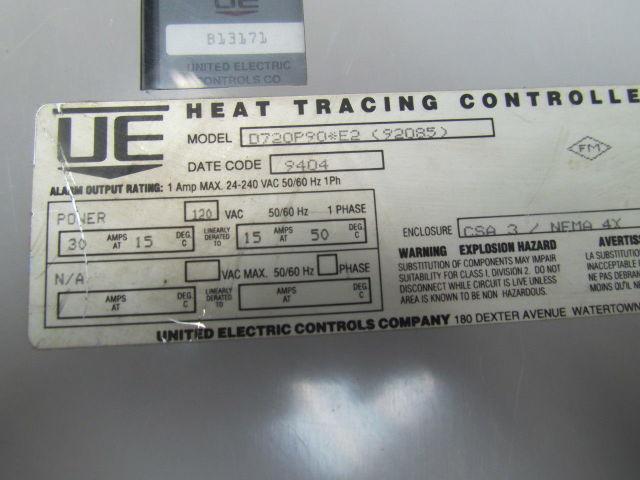 UE
B13171
UNITED ELECTRIC
CONTROLS CO
UE
HEAT TRACING CONTROLLE
MODEL D720P90*E2 (92085)
DATE CODE 9404
FM
ALARM OUTPUT RATING: 1 Amp MAX. 24-240 VAC 50/60 Hz 1Ph
POWER 120 VAC 50/60 Hz 1 PHASE
30 AMPS AT 15 DEG. C LINEARLY DERATED TO 15 AMPS AT 50 DEG. C
N/A VAC MAX. 50/60 Hz PHASE
AMPS AT DEG. C LINEARLY DERATED TO AMPS AT DEG. C
ENCLOSURE CSA 3 / NEMA 4X
WARNING EXPLOSION HAZARD
SUBSTITUTION OF COMPONENTS MAY IMPAIR
SUITABILITY FOR CLASS I, DIVISION 2. DO NOT
DISCONNECT WHILE CIRCUIT IS LIVE UNLESS
AREA IS KNOWN TO BE NON HAZARDOUS.
AVERTIS
LA SUBSTITUTION
INACCEPTABLE
NE PAS DEBRA
MOINS QU'IL NE
UNITED ELECTRIC CONTROLS COMPANY 180 DEXTER AVENUE WATERTOWN